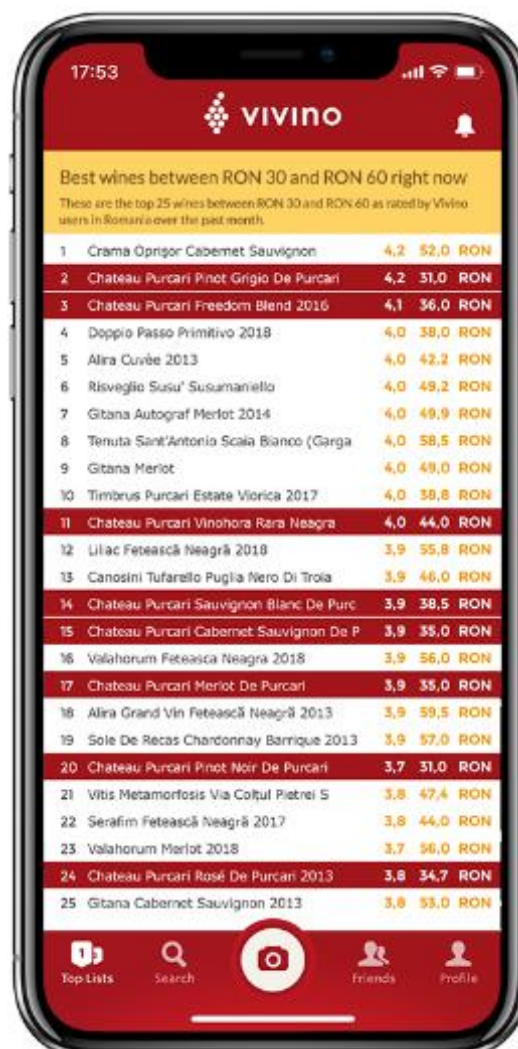 17:53
VIVINO
Best wines between RON 30 and RON 60 right now
These are the top 25 wines between RON 30 and RON 60 as rated by Vivino
users in Romania over the past month.
1 Crama Oprișor Cabernet Sauvignon 4,2 52,0 RON
2 Chateau Purcari Pinot Grigio De Purcari 4,2 31,0 RON
3 Chateau Purcari Freedom Blend 2016 4,1 36,0 RON
4 Doppio Passo Primitivo 2018 4,0 38,0 RON
5 Alira Cuvèe 2013 4,0 42,2 RON
6 Risveglio Susu' Susumaniello 4,0 49,2 RON
7 Gitana Autograf Merlot 2014 4,0 49,9 RON
8 Tenuta Sant'Antonio Scaia Bianco (Garga 4,0 58,5 RON
9 Gitana Merlot 4,0 49,0 RON
10 Timbrus Purcari Estate Viorica 2017 4,0 38,8 RON
11 Chateau Purcari Vinohora Rara Neagra 4,0 44,0 RON
12 Liliac Fetească Neagră 2018 3,9 55,8 RON
13 Canosini Tufarello Puglia Nero Di Troia 3,9 46,0 RON
14 Chateau Purcari Sauvignon Blanc De Purc 3,9 38,5 RON
15 Chateau Purcari Cabernet Sauvignon De P 3,9 35,0 RON
16 Valahorum Feteasca Neagra 2018 3,9 56,0 RON
17 Chateau Purcari Merlot De Purcari 3,9 35,0 RON
18 Alira Grand Vin Fetească Neagră 2013 3,9 59,5 RON
19 Sole De Recas Chardonnay Barrique 2013 3,9 57,0 RON
20 Chateau Purcari Pinot Noir De Purcari 3,7 31,0 RON
21 Vitis Metamorfosis Via Colțul Pietrei S 3,8 47,4 RON
22 Serafim Fetească Neagră 2017 3,8 44,0 RON
23 Valahorum Merlot 2018 3,7 56,0 RON
24 Chateau Purcari Rosé De Purcari 2013 3,8 34,7 RON
25 Gitana Cabernet Sauvignon 2013 3,8 53,0 RON
1
Top Lists Search Friends Profile